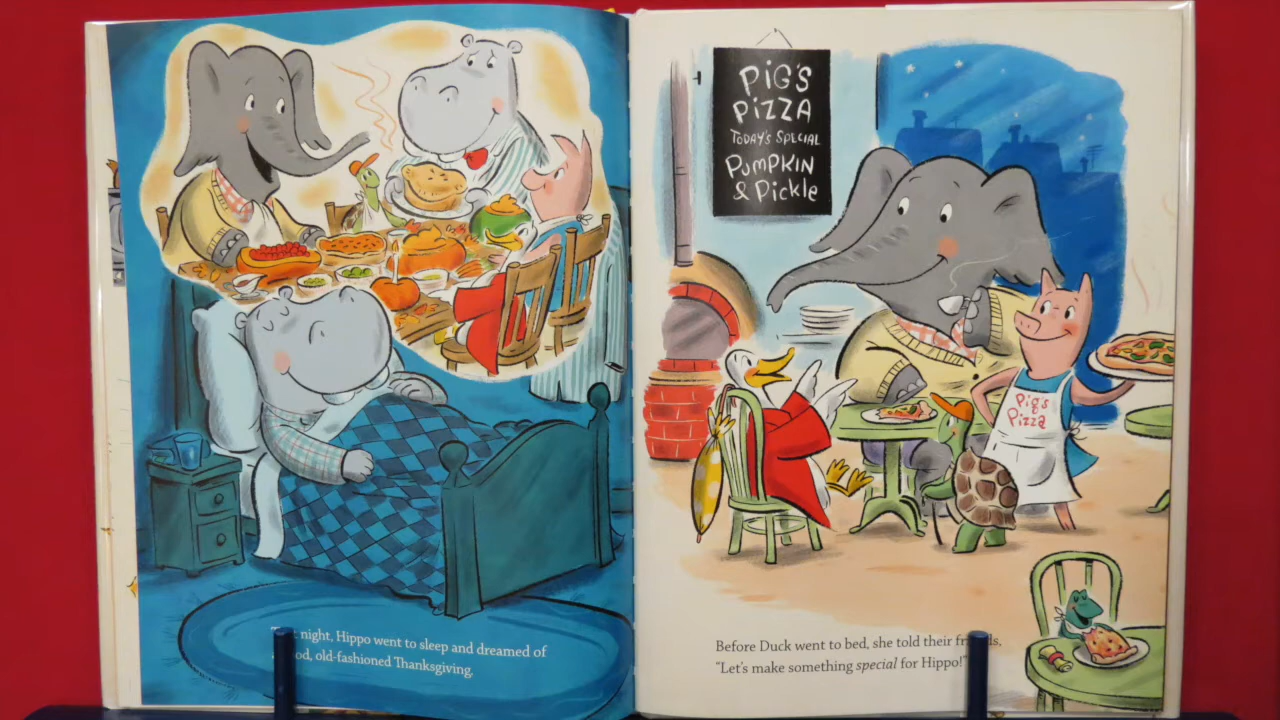 night, Hippo went to sleep and dreamed of
old-fashioned Thanksgiving.
PIG'S
PIZZA
TODAY'S SPECIAL
PUMPKIN
& PickLe
Pig's
Pizza
Before Duck went to bed, she told their
"Let's make something special for Hippo!"